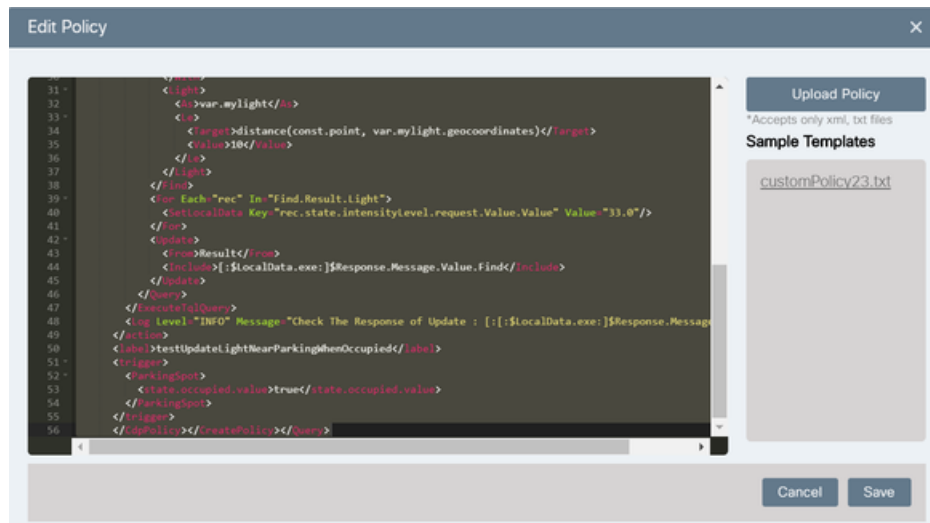 Edit Policy
×
Upload Policy
*Accepts only xml, txt files
Sample Templates
customPolicy23.txt
31 <Light>
32 <As>var.mylight</As>
33 <Le>
34 <Target>distance(const.point, var.mylight.geocoordinates)</Target>
35 <Value>10</Value>
36 </Le>
37 </Light>
38 </Find>
39 <For Each="rec" In="Find.Result.Light">
40 <SetLocalData Key="rec.state.intensityLevel.request.Value.Value" Value="33.0"/>
41 </For>
42 <Update>
43 <From>Result</From>
44 <Include>[:$LocalData.exe:]$Response.Message.Value.Find</Include>
45 </Update>
46 </Query>
47 </ExecuteTqlQuery>
48 <Log Level="INFO" Message="Check The Response of Update : [:[:$LocalData.exe:]$Response.Message
49 </action>
50 <label>testUpdateLightNearParkingWhenOccupied</label>
51 <trigger>
52 <ParkingSpot>
53 <state.occupied.value>true</state.occupied.value>
54 </ParkingSpot>
55 </trigger>
56 </CdpPolicy></CreatePolicy></Query>
Cancel
Save